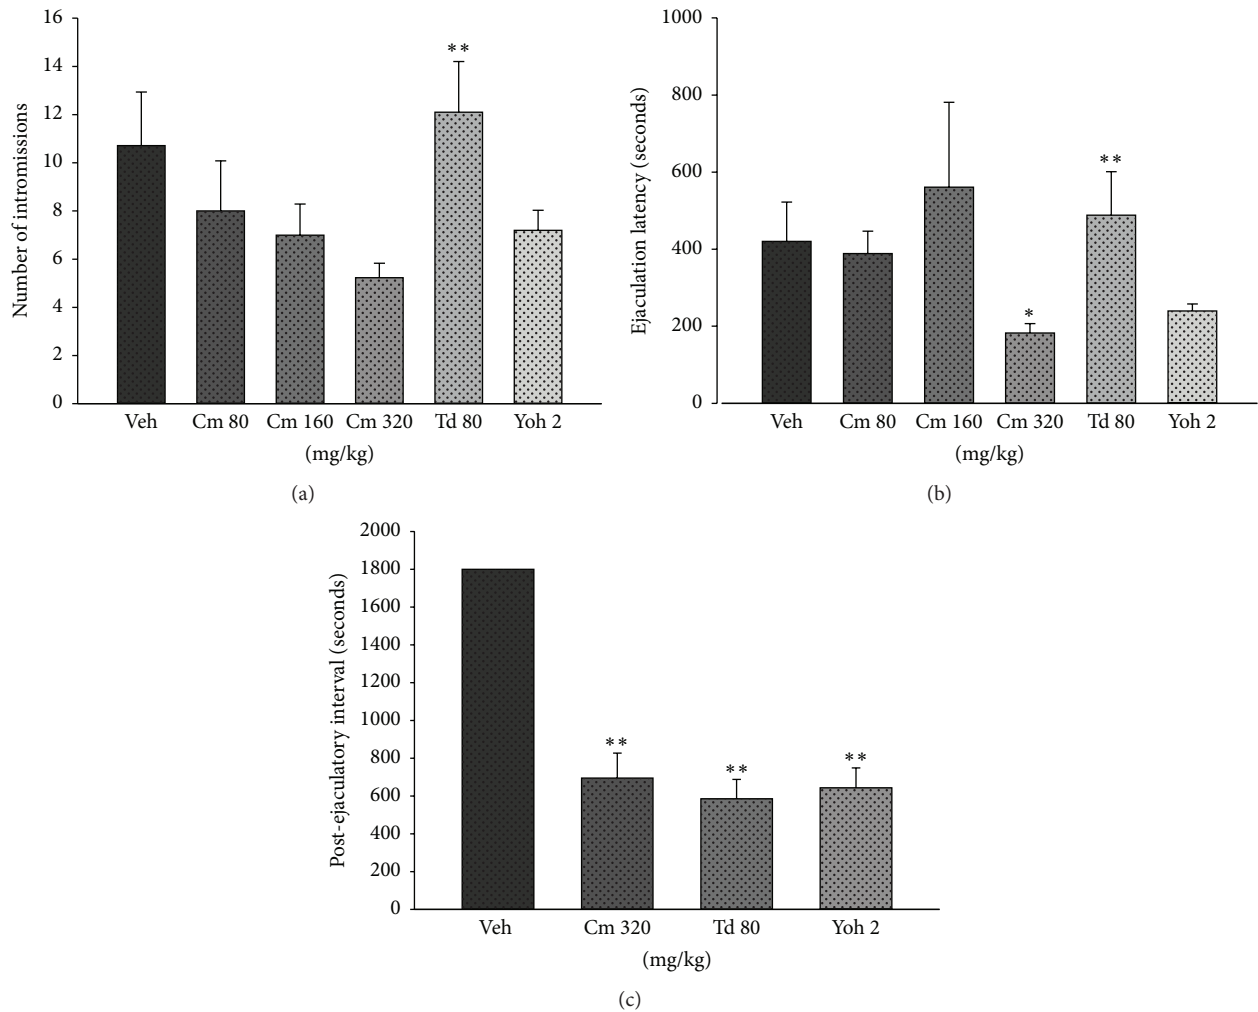 Number of intromissions
16
14
12
10
8
6
4
2
0
**
Veh Cm 80 Cm 160 Cm 320 Td 80 Yoh 2
(mg/kg)
(a)
Ejaculation latency (seconds)
1000
800
600
400
200
0
*
**
Veh Cm 80 Cm 160 Cm 320 Td 80 Yoh 2
(mg/kg)
(b)
Post-ejaculatory interval (seconds)
2000
1800
1600
1400
1200
1000
800
600
400
200
0
** ** **
Veh Cm 320 Td 80 Yoh 2
(mg/kg)
(c)